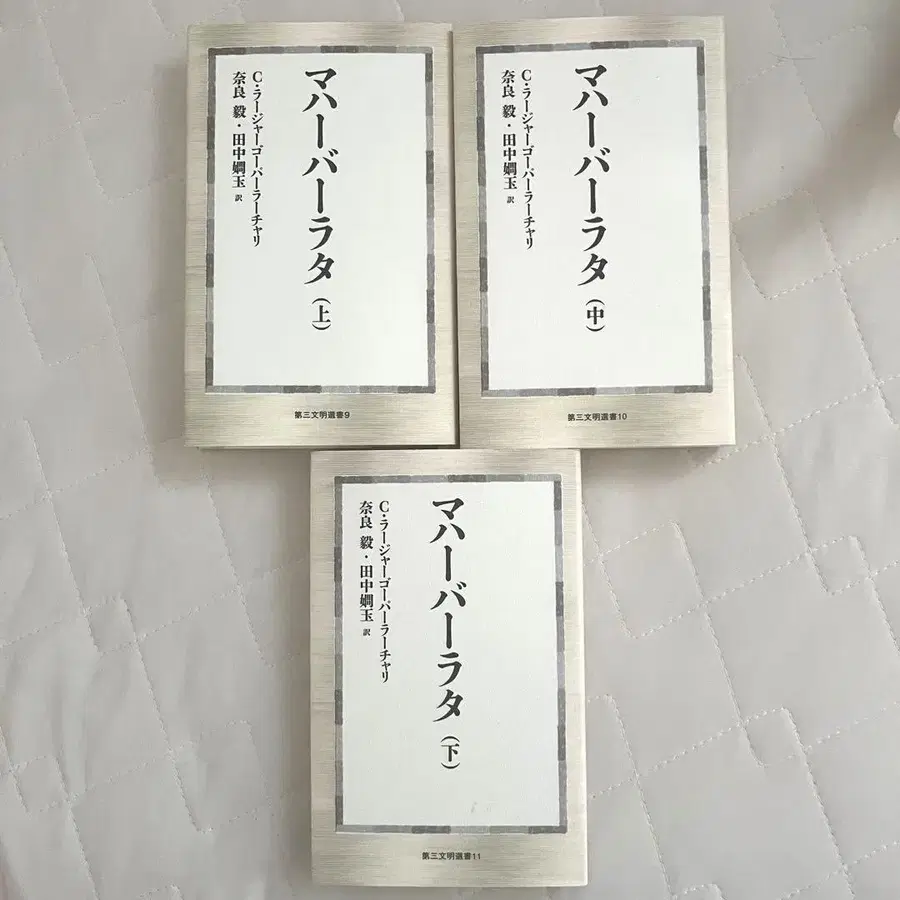 マハーバーラタ(上)
C・ラージャーゴーパーラーチャリ
奈良 毅・田中嫺玉 訳
第三文明選書9
マハーバーラタ(中)
C・ラージャーゴーパーラーチャリ
奈良 毅・田中嫺玉 訳
第三文明選書10
マハーバーラタ(下)
C・ラージャーゴーパーラーチャリ
奈良 毅・田中嫺玉 訳
第三文明選書11